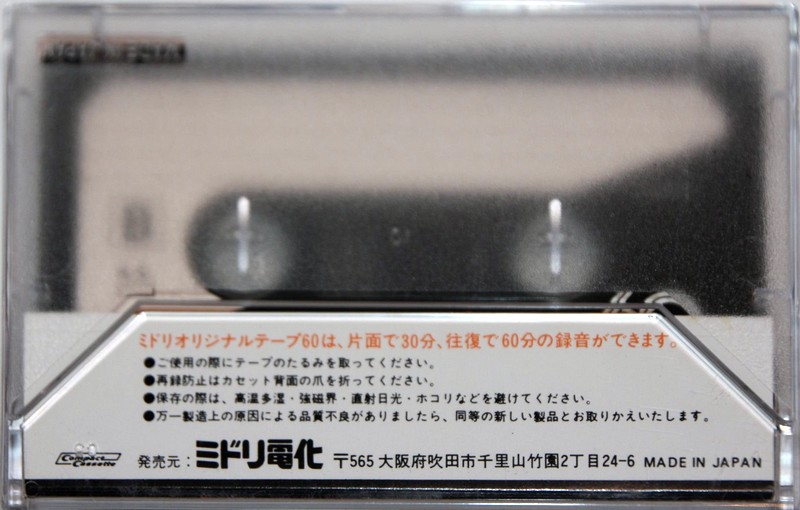 ミドリオリジナルテープ60は、片面で30分、往復で60分の録音ができます。
●ご使用の際にテープのたるみを取ってください。
●再録防止はカセット背面の爪を折ってください。
●保存の際は、高温多湿・強磁界・直射日光・ホコリなどを避けてください。
●万一製造上の原因による品質不良がありましたら、同等の新しい製品とお取りかえいたします。
Compact Cassette 発売元：ミドリ電化 〒565 大阪府吹田市千里山竹園2丁目24-6 MADE IN JAPAN